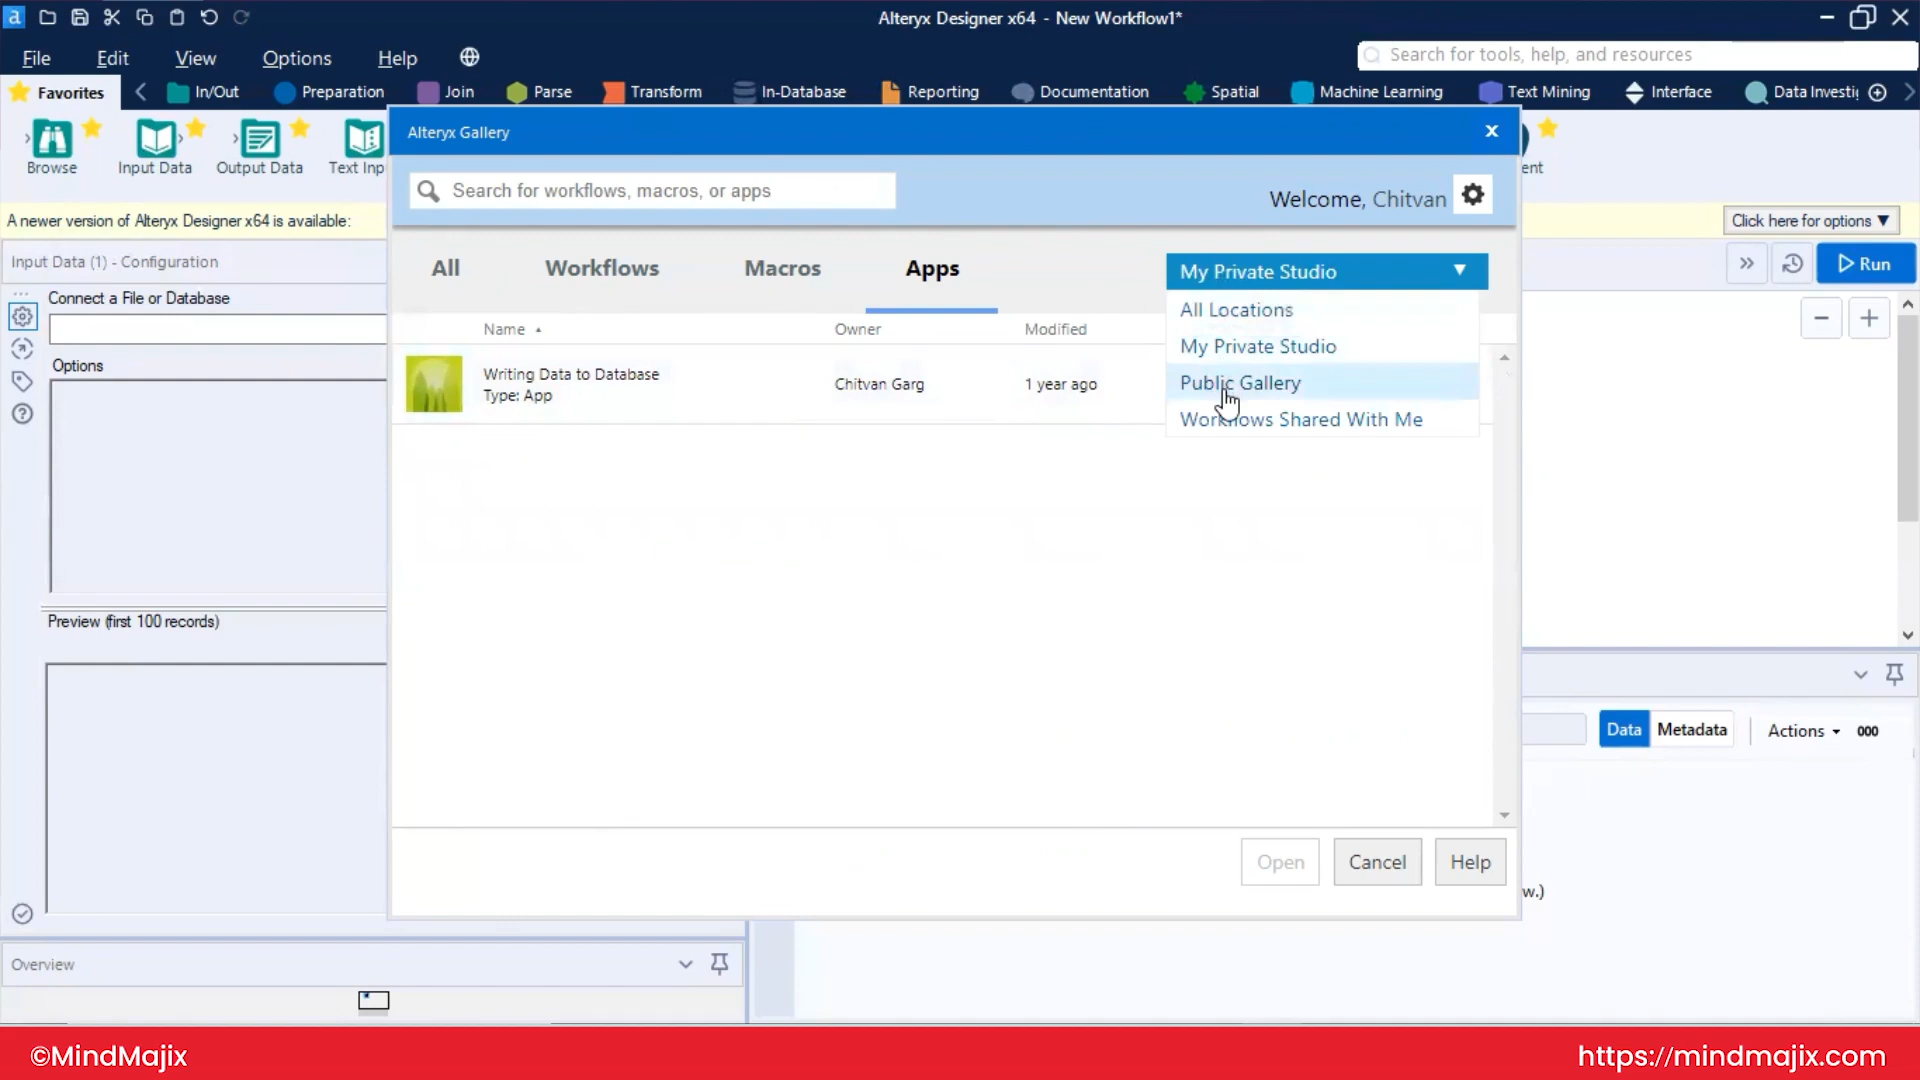 a
Alteryx Designer x64 - New Workflow1*
File Edit View Options Help
Search for tools, help, and resources
Favorites In/Out Preparation Join Parse Transform In-Database Reporting Documentation Spatial Machine Learning Text Mining Interface Data Investi
Browse Input Data Output Data Text Inp ent
Alteryx Gallery
Search for workflows, macros, or apps
Welcome, Chitvan
A newer version of Alteryx Designer x64 is available:
Click here for options ▼
Input Data (1) - Configuration
Run
All Workflows Macros Apps
My Private Studio ▼
Connect a File or Database
All Locations
Name Owner Modified
My Private Studio
Options
Writing Data to Database
Type: App
Chitvan Garg
1 year ago
Public Gallery
Workflows Shared With Me
Preview (first 100 records)
Data Metadata Actions 000
Open Cancel Help
w.)
Overview
©MindMajix
https://mindmajix.com